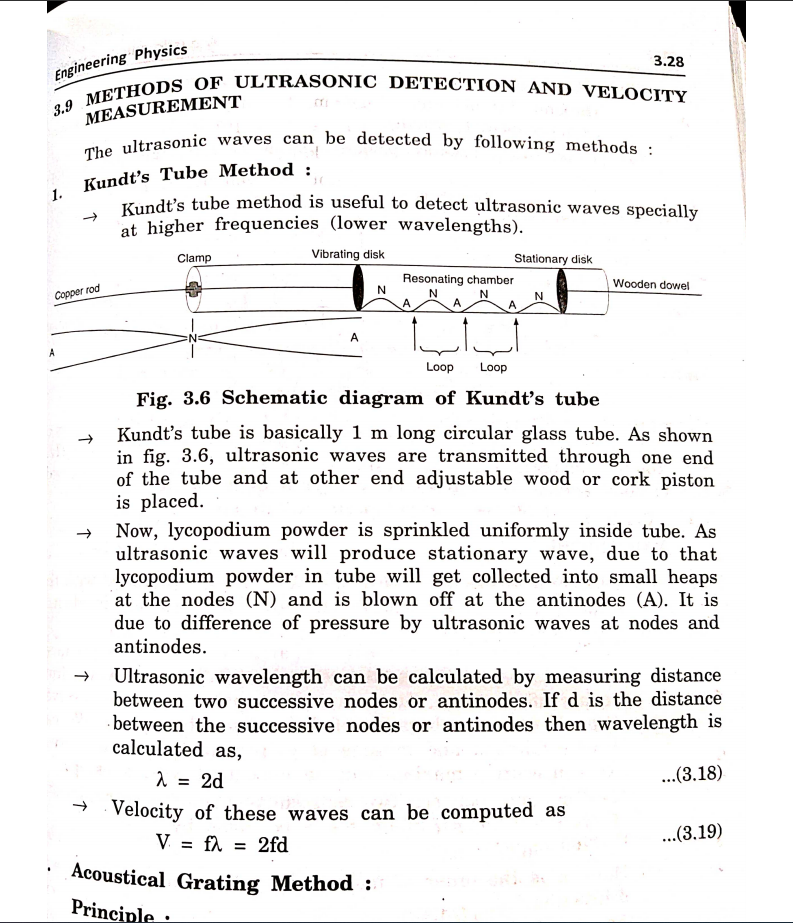 Engineering Physics
3.28
3.9 METHODS OF ULTRASONIC DETECTION AND VELOCITY
MEASUREMENT
The ultrasonic waves can be detected by following methods :
1. Kundt's Tube Method :
→ Kundt's tube method is useful to detect ultrasonic waves specially
at higher frequencies (lower wavelengths).
Clamp
Vibrating disk
Stationary disk
Copper rod
Resonating chamber
Wooden dowel
N
N
N
N
A
A
A
N
A
A
Loop
Loop
Fig. 3.6 Schematic diagram of Kundt's tube
→ Kundt's tube is basically 1 m long circular glass tube. As shown
in fig. 3.6, ultrasonic waves are transmitted through one end
of the tube and at other end adjustable wood or cork piston
is placed.
→ Now, lycopodium powder is sprinkled uniformly inside tube. As
ultrasonic waves will produce stationary wave, due to that
lycopodium powder in tube will get collected into small heaps
at the nodes (N) and is blown off at the antinodes (A). It is
due to difference of pressure by ultrasonic waves at nodes and
antinodes.
→ Ultrasonic wavelength can be calculated by measuring distance
between two successive nodes or antinodes. If d is the distance
between the successive nodes or antinodes then wavelength is
calculated as,
λ = 2d ...(3.18)
→ Velocity of these waves can be computed as
V = fλ = 2fd ...(3.19)
Acoustical Grating Method :
Principle :